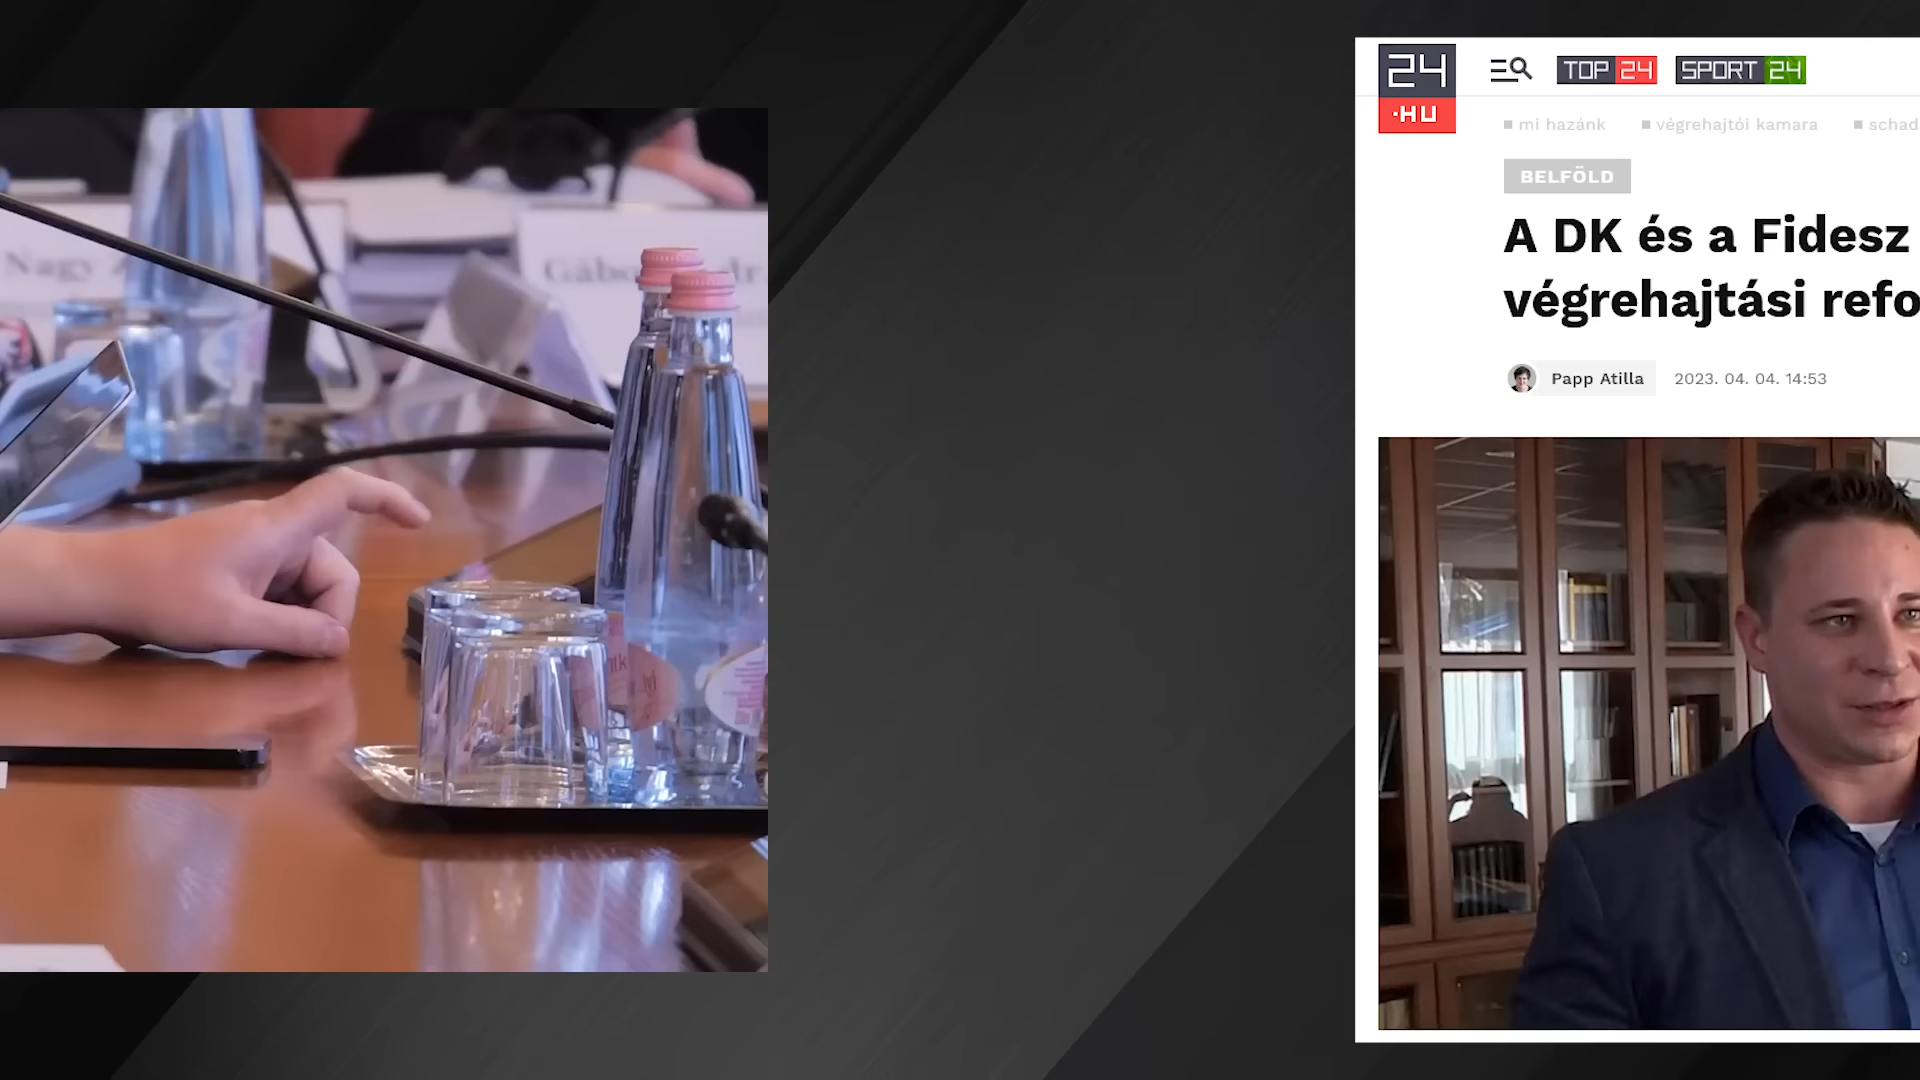 Nagy
24
.HU
TOP 24
SPORT 24
mi hazánk
végrehajtói kamara
schad
BELFÖLD
A DK és a Fidesz
végrehajtási refo
Papp Atilla
2023. 04. 04. 14:53